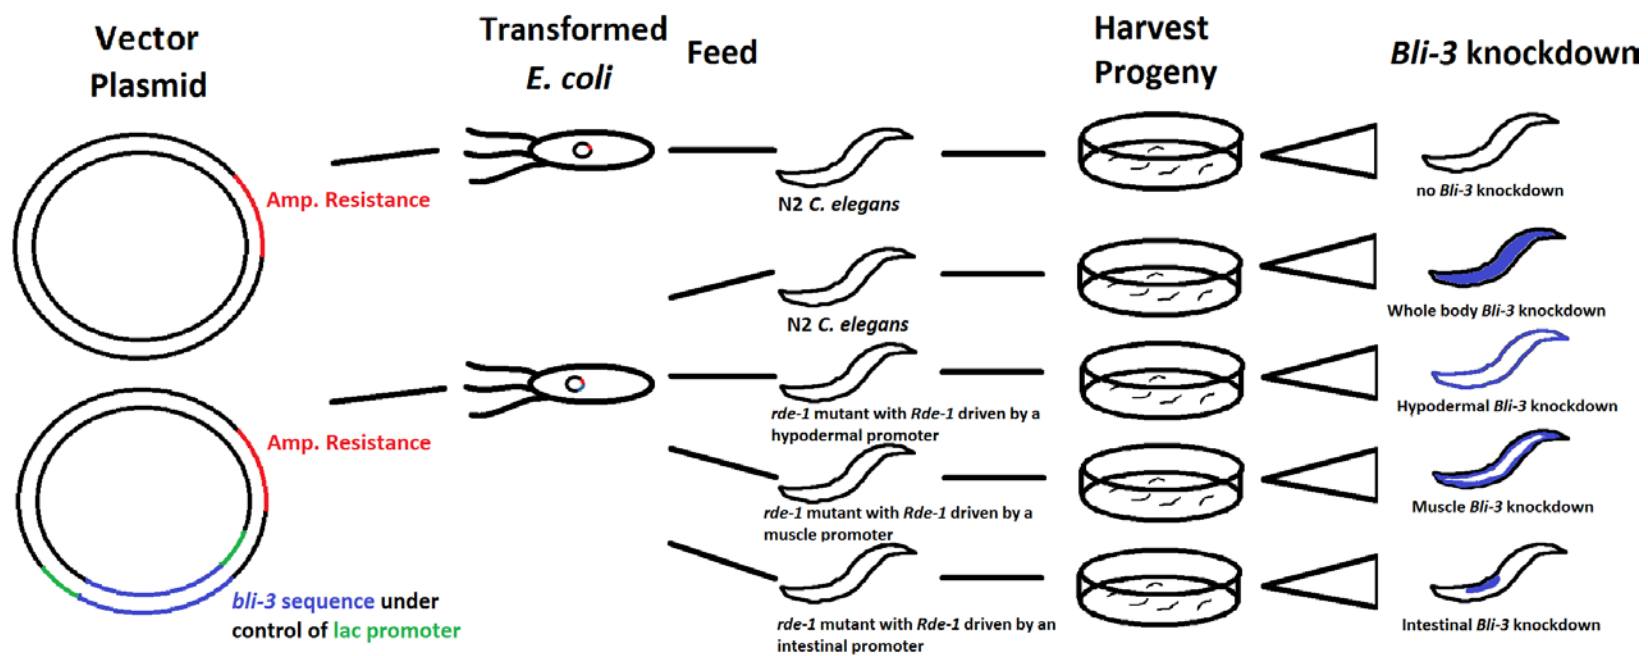 Vector
Plasmid
Transformed
E. coli
Feed
Harvest
Progeny
Bli-3 knockdown
Amp. Resistance
N2 C. elegans
no Bli-3 knockdown
N2 C. elegans
Whole body Bli-3 knockdown
Amp. Resistance
rde-1 mutant with Rde-1 driven by a
hypodermal promoter
Hypodermal Bli-3 knockdown
rde-1 mutant with Rde-1 driven by a
muscle promoter
Muscle Bli-3 knockdown
bli-3 sequence under
control of lac promoter
rde-1 mutant with Rde-1 driven by an
intestinal promoter
Intestinal Bli-3 knockdown